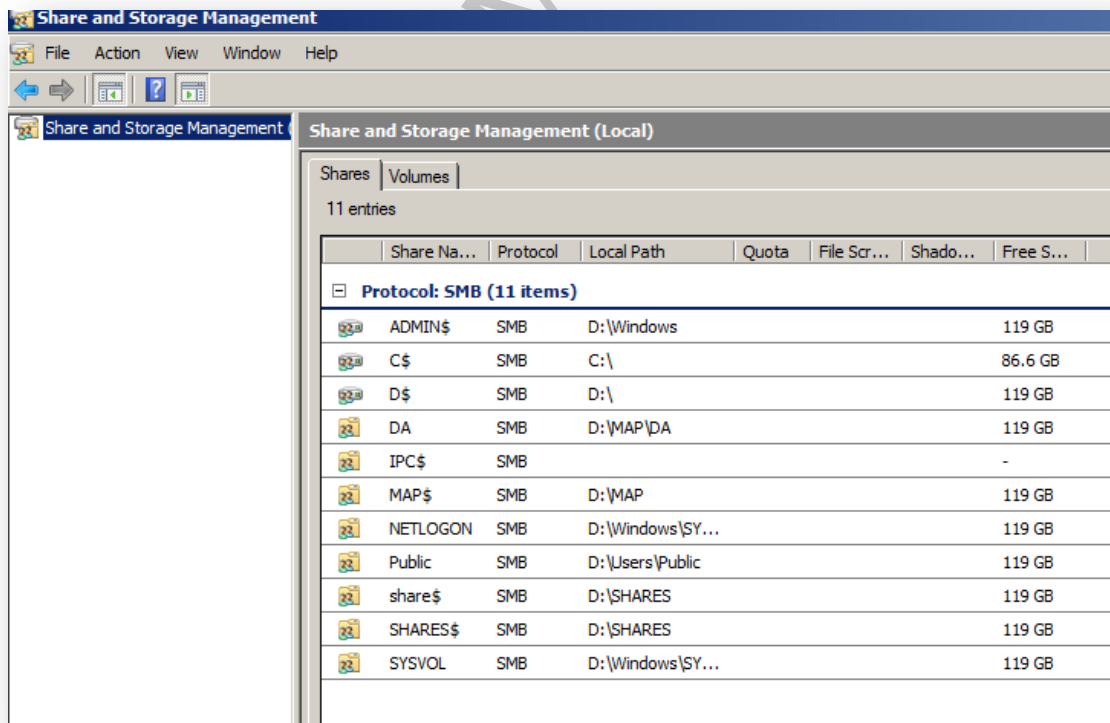 Share and Storage Management
File Action View Window Help
Share and Storage Management (
Share and Storage Management (Local)
Shares Volumes
11 entries
Share Na... Protocol Local Path Quota File Scr... Shado... Free S...
Protocol: SMB (11 items)
ADMIN$ SMB D:\Windows 119 GB
C$ SMB C:\ 86.6 GB
D$ SMB D:\ 119 GB
DA SMB D:\MAP\DA 119 GB
IPC$ SMB -
MAP$ SMB D:\MAP 119 GB
NETLOGON SMB D:\Windows\SY... 119 GB
Public SMB D:\Users\Public 119 GB
share$ SMB D:\SHARES 119 GB
SHARES$ SMB D:\SHARES 119 GB
SYSVOL SMB D:\Windows\SY... 119 GB